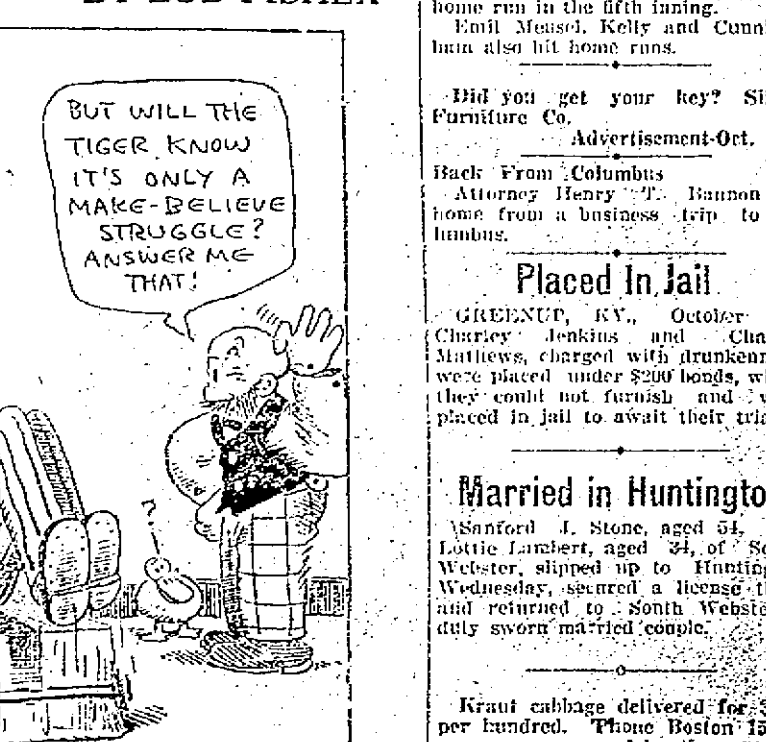 BY BUD FISHER
BUT WILL THE
TIGER KNOW
IT'S ONLY A
MAKE-BELIEVE
STRUGGLE?
ANSWER ME
THAT!
home run in the fifth inning.
Emil Meusel, Kelly and Cunn
ham also hit home runs.
Did you get your key?
Furniture Co.
Advertisement-Oct.
Back From Columbus
Attorney Henry T. Bannon
home from a business trip to
lumbus.
Placed In Jail
GREENUP, KY., October
Charley Jenkins and Cha
Mathews, charged with drunkenn
were placed under $200 bonds, w
they could not furnish and
placed in jail to await their tria
Married in Huntingto
Sanford J. Stone, aged 54,
Lottie Lambert, aged 34, of So
Webster, slipped up to Hunting
Wednesday, secured a license t
and returned to South Webste
duly sworn married couple.
Kraut cabbage delivered for
per hundred. Phone Boston 15